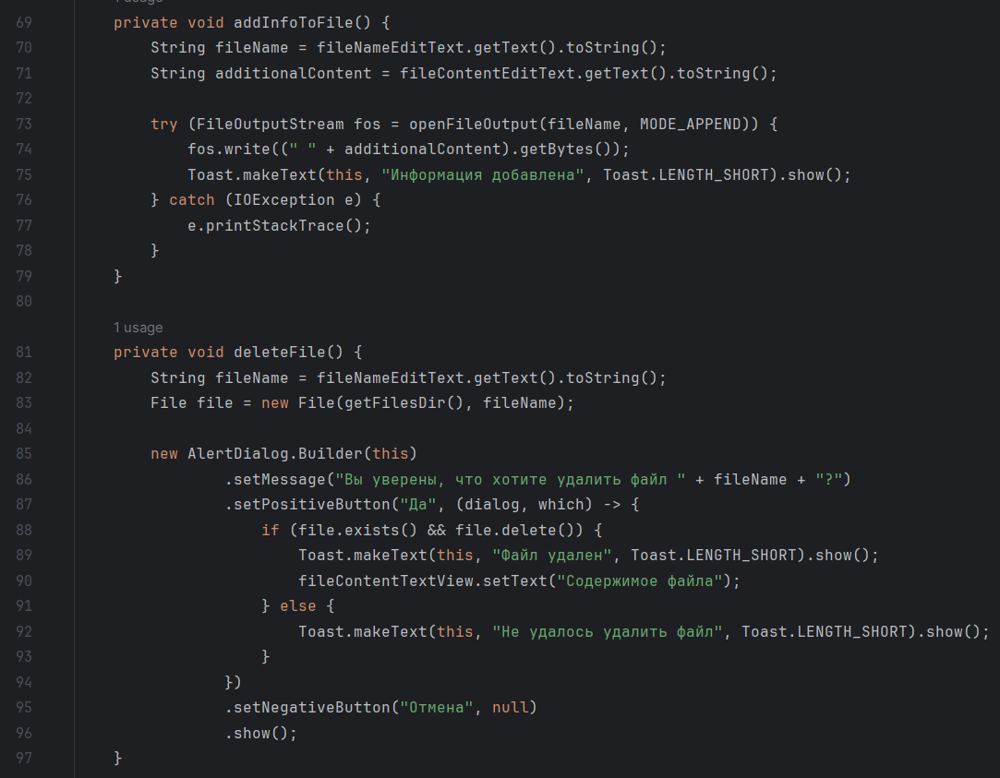 69 private void addInfoToFile() {
70 String fileName = fileNameEditText.getText().toString();
71 String additionalContent = fileContentEditText.getText().toString();
72
73 try (FileOutputStream fos = openFileOutput(fileName, MODE_APPEND)) {
74 fos.write((" " + additionalContent).getBytes());
75 Toast.makeText(this, "Информация добавлена", Toast.LENGTH_SHORT).show();
76 } catch (IOException e) {
77 e.printStackTrace();
78 }
79 }
80
1 usage
81 private void deleteFile() {
82 String fileName = fileNameEditText.getText().toString();
83 File file = new File(getFilesDir(), fileName);
84
85 new AlertDialog.Builder(this)
86 .setMessage("Вы уверены, что хотите удалить файл " + fileName + "?")
87 .setPositiveButton("Да", (dialog, which) -> {
88 if (file.exists() && file.delete()) {
89 Toast.makeText(this, "Файл удален", Toast.LENGTH_SHORT).show();
90 fileContentTextView.setText("Содержимое файла");
91 } else {
92 Toast.makeText(this, "Не удалось удалить файл", Toast.LENGTH_SHORT).show();
93 }
94 })
95 .setNegativeButton("Отмена", null)
96 .show();
97 }